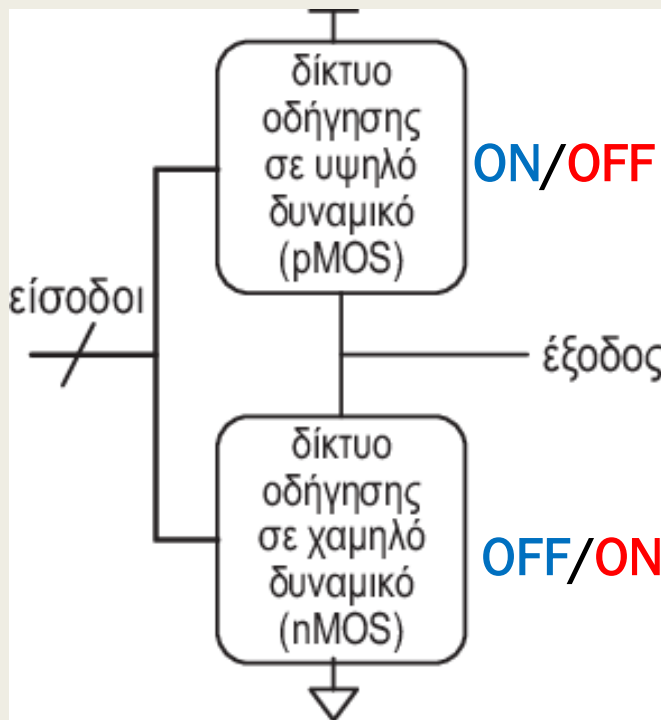 δίκτυο
οδήγησης
σε υψηλό
δυναμικό
(pMOS)
ON/OFF
είσοδοι
έξοδος
δίκτυο
οδήγησης
σε χαμηλό
δυναμικό
(nMOS)
OFF/ON